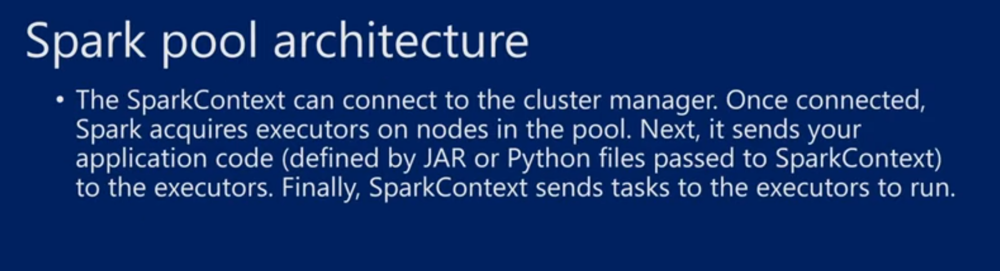 Spark pool architecture
• The SparkContext can connect to the cluster manager. Once connected,
Spark acquires executors on nodes in the pool. Next, it sends your
application code (defined by JAR or Python files passed to SparkContext)
to the executors. Finally, SparkContext sends tasks to the executors to run.